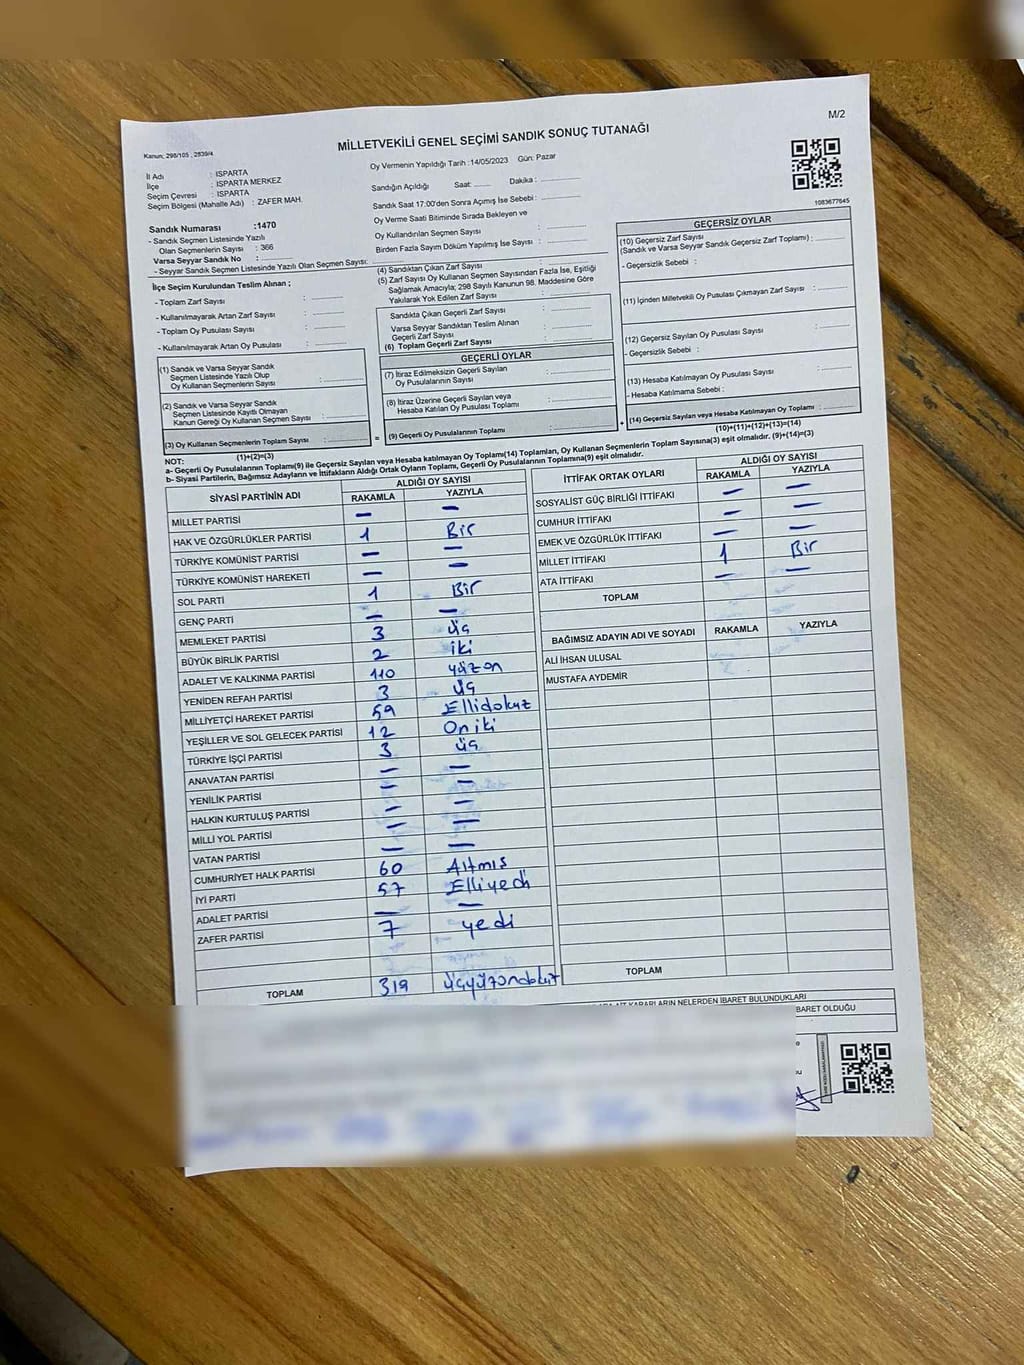 M/2
MİLLETVEKİLİ GENEL SEÇİMİ SANDIK SONUÇ TUTANAĞI
Kanun: 298/105 , 2839/4
İl Adı : ISPARTA
İlçe : ISPARTA MERKEZ
Seçim Çevresi : ISPARTA
Seçim Bölgesi (Mahalle Adı) : ZAFER MAH.
Oy Vermenin Yapıldığı Tarih :14/05/2023 Gün: Pazar
Sandığın Açıldığı Saat: Dakika :
Sandık Saat 17.00'den Sonra Açımış İse Sebebi :
Oy Verme Saati Bitiminde Sırada Bekleyen ve
Oy Kullandırılan Seçmen Sayısı :
Birden Fazla Sayım Döküm Yapılmış İse Sayısı :
1083677645
Sandık Numarası :1470
- Sandık Seçmen Listesinde Yazılı
Olan Seçmenlerin Sayısı : 366
Varsa Seyyar Sandık No :
- Seyyar Sandık Seçmen Listesinde Yazılı Olan Seçmen Sayısı:
İlçe Seçim Kurulundan Teslim Alınan ;
- Toplam Zarf Sayısı :
- Kullanılmayarak Artan Zarf Sayısı :
- Toplam Oy Pusulası Sayısı :
- Kullanılmayarak Artan Oy Pusulası :
(1) Sandık ve Varsa Seyyar Sandık
Seçmen Listesinde Yazılı Olup
Oy Kullanan Seçmenlerin Sayısı :
(2) Sandık ve Varsa Seyyar Sandık
Seçmen Listesinde Kayıtlı Olmayan
Kanun Gereği Oy Kullanan Seçmen Sayısı :
(3) Oy Kullanan Seçmenlerin Toplam Sayısı :
(1)+(2)=(3)
(4) Sandıktan Çıkan Zarf Sayısı :
(5) Zarf Sayısı Oy Kullanan Seçmen Sayısından Fazla İse, Eşitliği
Sağlamak Amacıyla; 298 Sayılı Kanunun 98. Maddesine Göre
Yakılarak Yok Edilen Zarf Sayısı :
Sandıkta Çıkan Geçerli Zarf Sayısı :
Varsa Seyyar Sandıktan Teslim Alınan
Geçerli Zarf Sayısı :
(6) Toplam Geçerli Zarf Sayısı :
GEÇERLİ OYLAR
(7) İtiraz Edilmeksizin Geçerli Sayılan
Oy Pusulalarının Sayısı :
(8) İtiraz Üzerine Geçerli Sayılan veya
Hesaba Katılan Oy Pusulası Toplamı :
= (9) Geçerli Oy Pusulalarının Toplamı :
GEÇERSİZ OYLAR
(10) Geçersiz Zarf Sayısı
(Sandık ve Varsa Seyyar Sandık Geçersiz Zarf Toplamı) :
- Geçersizlik Sebebi :
(11) İçinden Milletvekili Oy Pusulası Çıkmayan Zarf Sayısı :
(12) Geçersiz Sayılan Oy Pusulası Sayısı :
- Geçersizlik Sebebi :
(13) Hesaba Katılmayan Oy Pusulası Sayısı :
- Hesaba Katılmama Sebebi :
+ (14) Geçersiz Sayılan veya Hesaba Katılmayan Oy Toplamı :
(10)+(11)+(12)+(13)=(14)
NOT:
a- Geçerli Oy Pusulalarının Toplamı(9) ile Geçersiz Sayılan veya Hesaba katılmayan Oy Toplamı(14) Toplamları, Oy Kullanan Seçmenlerin Toplam Sayısına(3) eşit olmalıdır. (9)+(14)=(3)
b- Siyasi Partilerin, Bağımsız Adayların ve İttifakların Aldığı Ortak Oyların Toplamı, Geçerli Oy Pusulalarının Toplamına(9) eşit olmalıdır.
SİYASİ PARTİNİN ADI ALDIĞI OY SAYISI
RAKAMLA YAZIYLA
MİLLET PARTİSİ — —
HAK VE ÖZGÜRLÜKLER PARTİSİ 1 Bir
TÜRKİYE KOMÜNİST PARTİSİ — —
TÜRKİYE KOMÜNİST HAREKETİ — —
SOL PARTİ 1 Bir
GENÇ PARTİ — —
MEMLEKET PARTİSİ 3 üç
BÜYÜK BİRLİK PARTİSİ 2 iki
ADALET VE KALKINMA PARTİSİ 110 yüzon
YENİDEN REFAH PARTİSİ 3 üç
MİLLİYETÇİ HAREKET PARTİSİ 59 Ellidokuz
YEŞİLLER VE SOL GELECEK PARTİSİ 12 Oniki
TÜRKİYE İŞÇİ PARTİSİ 3 üç
ANAVATAN PARTİSİ — —
YENİLİK PARTİSİ — —
HALKIN KURTULUŞ PARTİSİ — —
MİLLİ YOL PARTİSİ — —
VATAN PARTİSİ — —
CUMHURİYET HALK PARTİSİ 60 Altmış
İYİ PARTİ 57 Elliyedi
ADALET PARTİSİ — —
ZAFER PARTİSİ 7 yedi
TOPLAM 319 üçyüzondokuz
İTTİFAK ORTAK OYLARI ALDIĞI OY SAYISI
RAKAMLA YAZIYLA
SOSYALİST GÜÇ BİRLİĞİ İTTİFAKI — —
CUMHUR İTTİFAKI — —
EMEK VE ÖZGÜRLÜK İTTİFAKI — —
MİLLET İTTİFAKI 1 Bir
ATA İTTİFAKI — —
TOPLAM
BAĞIMSIZ ADAYIN ADI VE SOYADI RAKAMLA YAZIYLA
ALİ İHSAN ULUSAL
MUSTAFA AYDEMİR
TOPLAM
KARARLARIN NELERDEN İBARET BULUNDUKLARI
BARET OLDUĞU